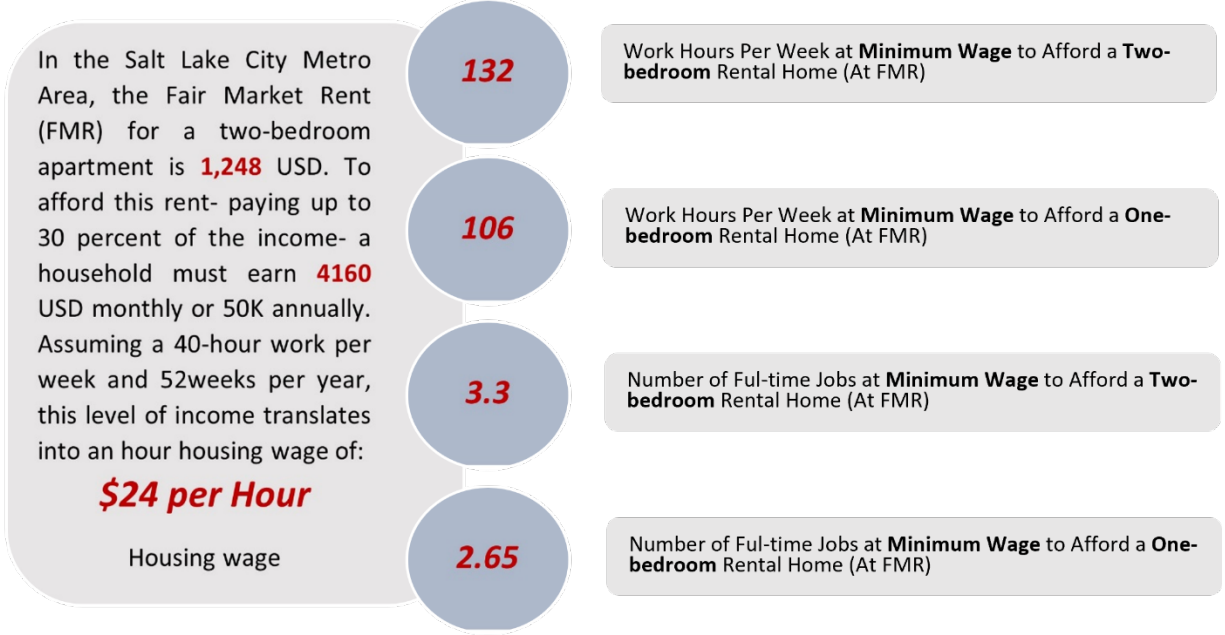 In the Salt Lake City Metro
Area, the Fair Market Rent
(FMR) for a two-bedroom
apartment is 1,248 USD. To
afford this rent- paying up to
30 percent of the income- a
household must earn 4160
USD monthly or 50K annually.
Assuming a 40-hour work per
week and 52weeks per year,
this level of income translates
into an hour housing wage of:
$24 per Hour
Housing wage
132
Work Hours Per Week at Minimum Wage to Afford a Two-
bedroom Rental Home (At FMR)
106
Work Hours Per Week at Minimum Wage to Afford a One-
bedroom Rental Home (At FMR)
3.3
Number of Ful-time Jobs at Minimum Wage to Afford a Two-
bedroom Rental Home (At FMR)
2.65
Number of Ful-time Jobs at Minimum Wage to Afford a One-
bedroom Rental Home (At FMR)